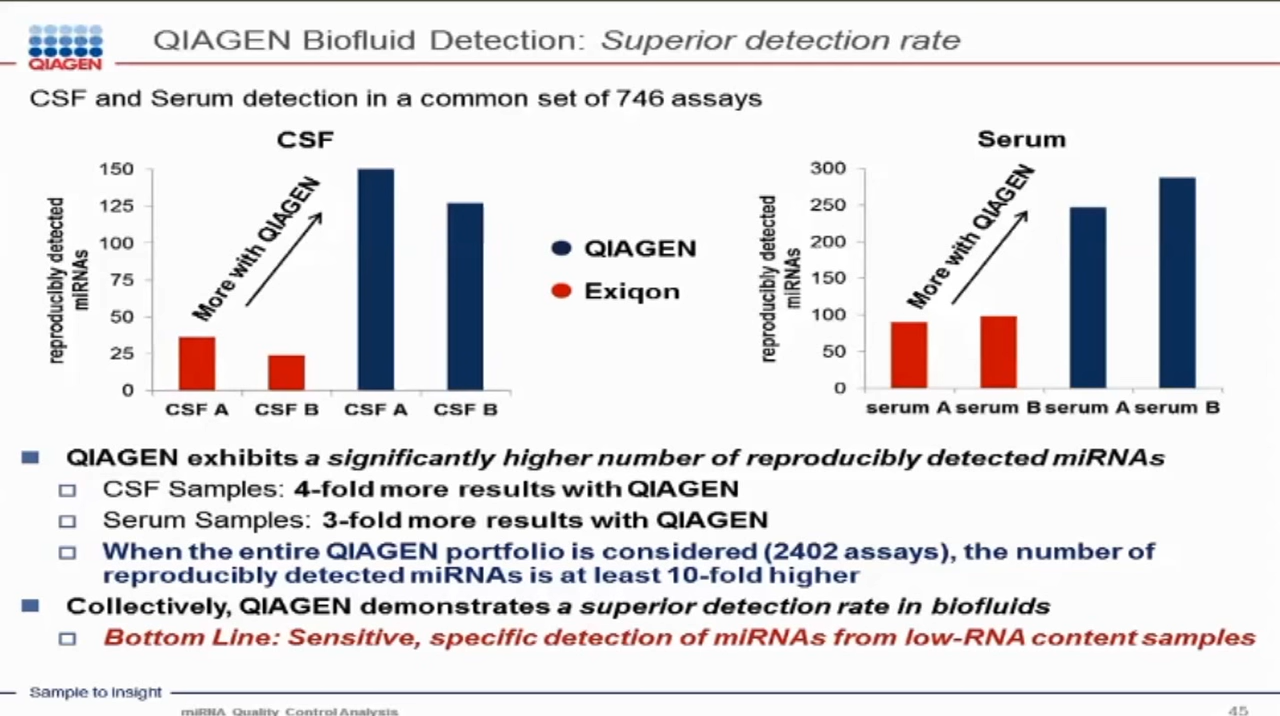 QIAGEN
QIAGEN Biofluid Detection: Superior detection rate
CSF and Serum detection in a common set of 746 assays
CSF
reproducibly detected
miRNAs
150
125
100
75
50
25
0
More with QIAGEN
CSF A CSF B CSF A CSF B
QIAGEN
Exiqon
Serum
reproducibly detected
miRNAs
300
250
200
150
100
50
0
More with QIAGEN
serum A serum B serum A serum B
QIAGEN exhibits a significantly higher number of reproducibly detected miRNAs
CSF Samples: 4-fold more results with QIAGEN
Serum Samples: 3-fold more results with QIAGEN
When the entire QIAGEN portfolio is considered (2402 assays), the number of
reproducibly detected miRNAs is at least 10-fold higher
Collectively, QIAGEN demonstrates a superior detection rate in biofluids
Bottom Line: Sensitive, specific detection of miRNAs from low-RNA content samples
Sample to Insight
miRNA Quality Control Analysis
45